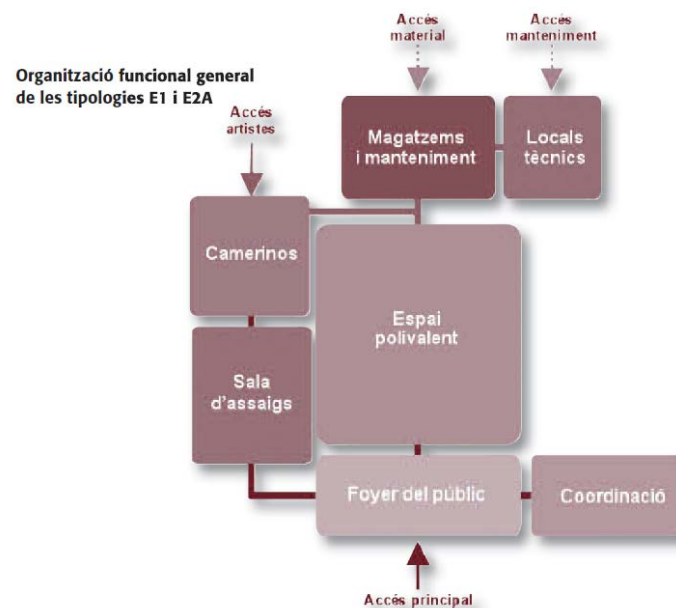 Accés
material
Accés
manteniment
Organització funcional general
de les tipologies E1 i E2A
Accés
artistes
Magatzems
i manteniment
Locals
tècnics
Camerinos
Espai
polivalent
Sala
d'assaigs
Foyer del públic
Coordinació
Accés principal